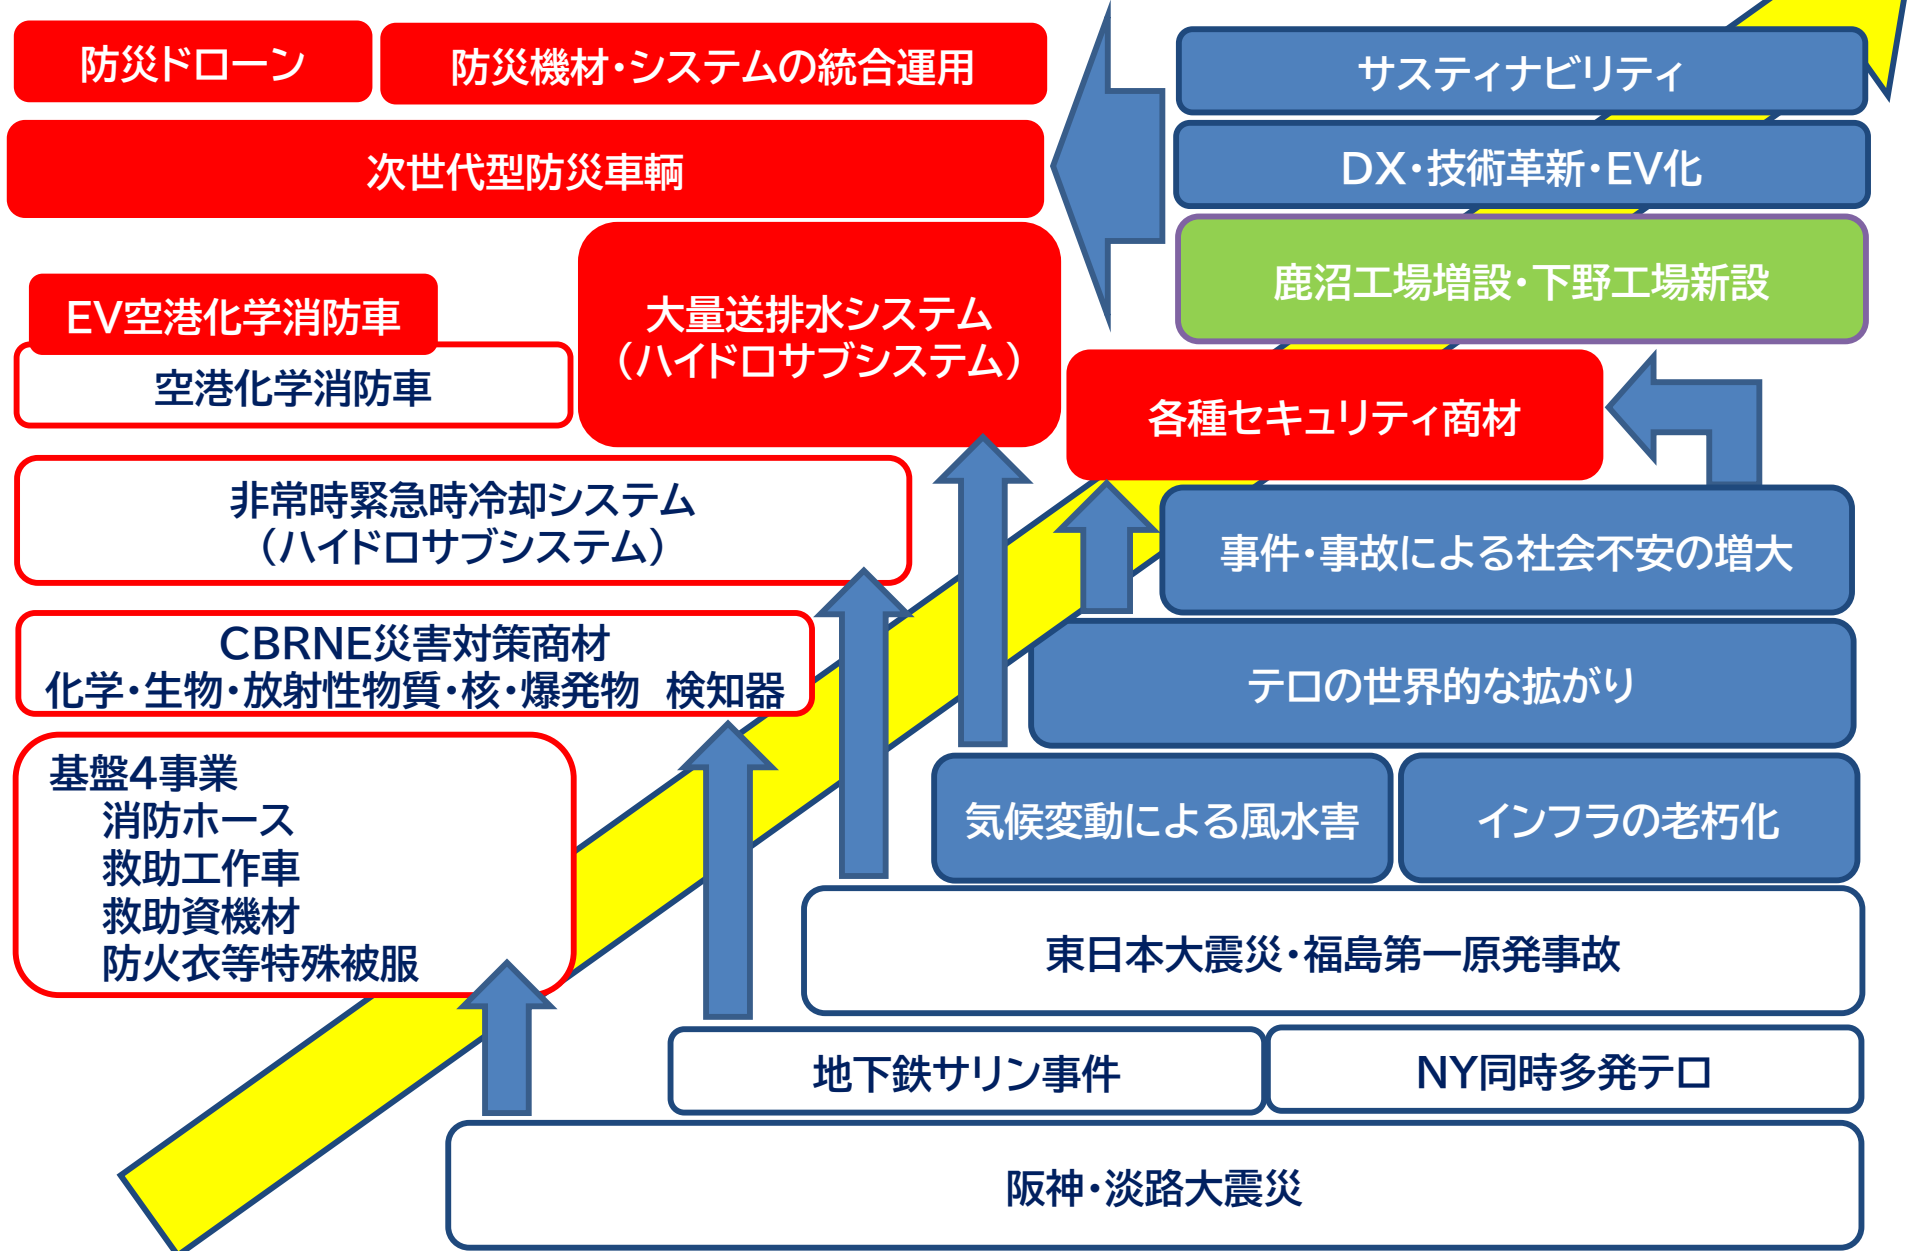 防災ドローン
防災機材・システムの統合運用
サスティナビリティ
次世代型防災車輌
DX・技術革新・EV化
鹿沼工場増設・下野工場新設
EV空港化学消防車
空港化学消防車
大量送排水システム
（ハイドロサブシステム）
各種セキュリティ商材
非常時緊急時冷却システム
（ハイドロサブシステム）
事件・事故による社会不安の増大
CBRNE災害対策商材
化学・生物・放射性物質・核・爆発物　検知器
テロの世界的な拡がり
基盤4事業
消防ホース
救助工作車
救助資機材
防火衣等特殊被服
気候変動による風水害
インフラの老朽化
東日本大震災・福島第一原発事故
地下鉄サリン事件
NY同時多発テロ
阪神・淡路大震災